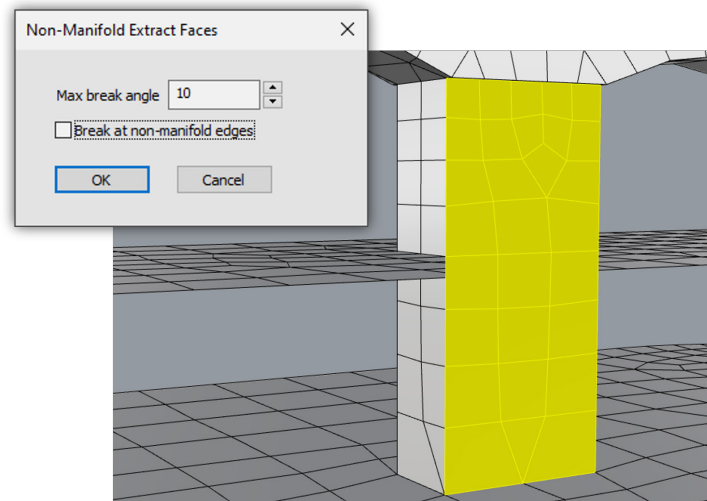 Non-Manifold Extract Faces
Max break angle 10
Break at non-manifold edges
OK Cancel